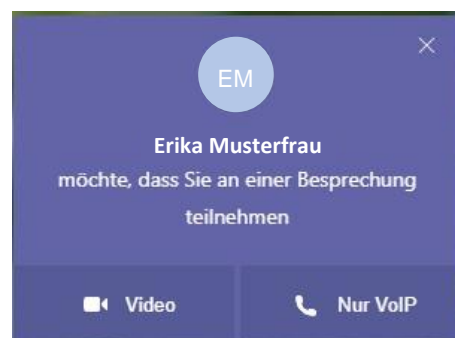 EM
Erika Musterfrau
möchte, dass Sie an einer Besprechung
teilnehmen
Video
Nur VoIP